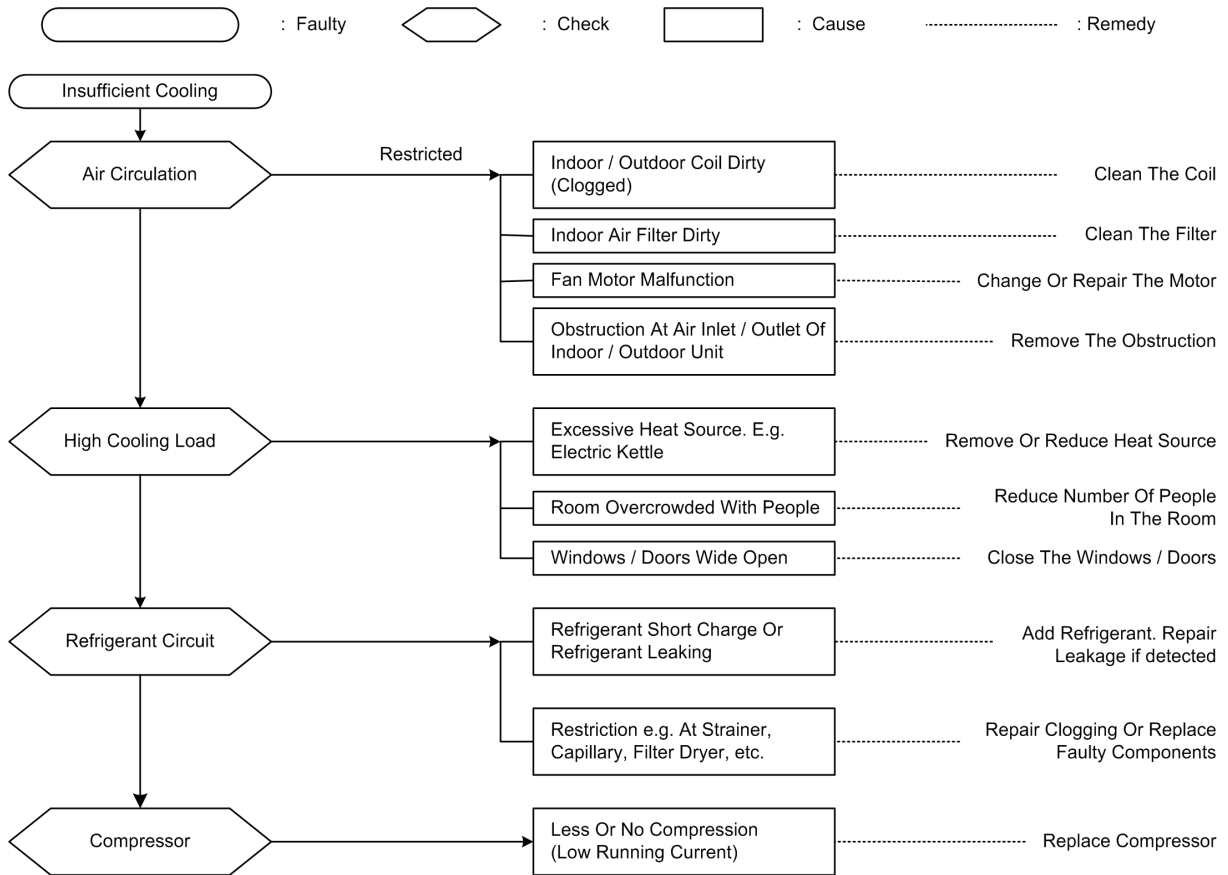 : Faulty
: Check
: Cause
: Remedy
Insufficient Cooling
Air Circulation
Restricted
Indoor / Outdoor Coil Dirty
(Clogged)
Clean The Coil
Indoor Air Filter Dirty
Clean The Filter
Fan Motor Malfunction
Change Or Repair The Motor
Obstruction At Air Inlet / Outlet Of
Indoor / Outdoor Unit
Remove The Obstruction
High Cooling Load
Excessive Heat Source. E.g.
Electric Kettle
Remove Or Reduce Heat Source
Room Overcrowded With People
Reduce Number Of People
In The Room
Windows / Doors Wide Open
Close The Windows / Doors
Refrigerant Circuit
Refrigerant Short Charge Or
Refrigerant Leaking
Add Refrigerant. Repair
Leakage if detected
Restriction e.g. At Strainer,
Capillary, Filter Dryer, etc.
Repair Clogging Or Replace
Faulty Components
Compressor
Less Or No Compression
(Low Running Current)
Replace Compressor